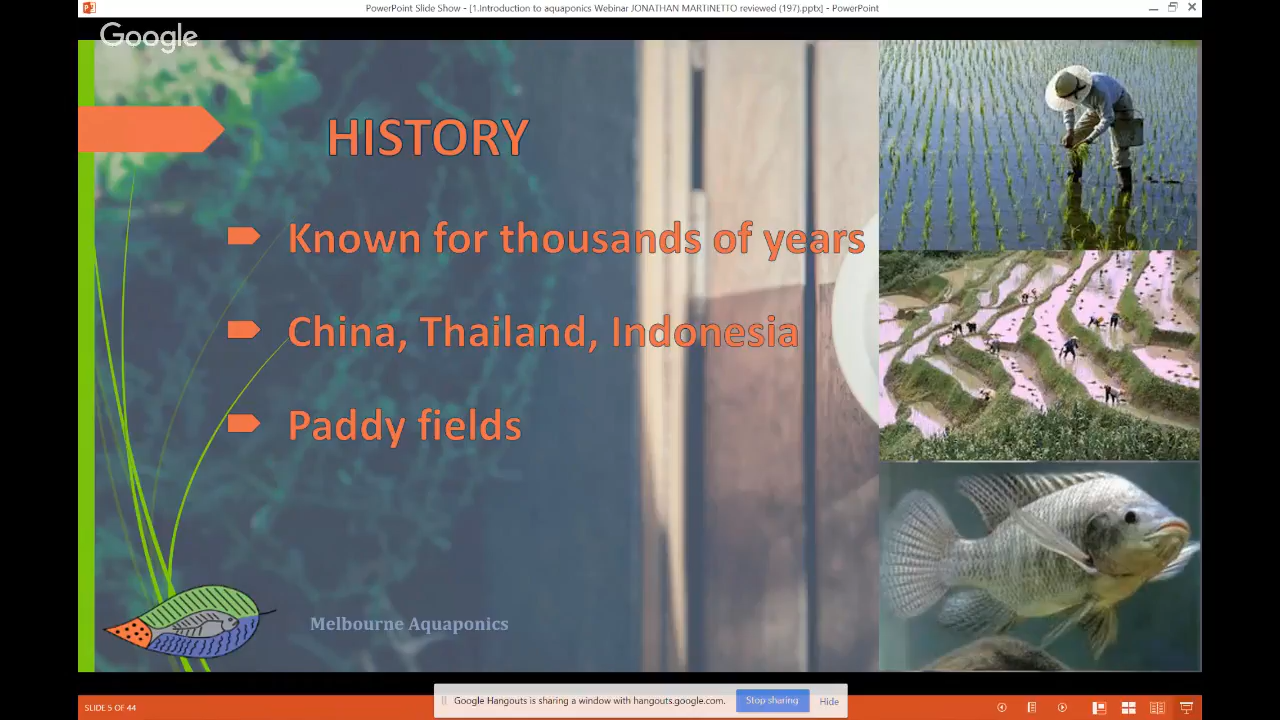 PowerPoint Slide Show - [1.Introduction to aquaponics Webinar JONATHAN MARTINETTO reviewed (197).pptx] - PowerPoint
Google
HISTORY
Known for thousands of years
China, Thailand, Indonesia
Paddy fields
Melbourne Aquaponics
Google Hangouts is sharing a window with hangouts.google.com.
Stop sharing
Hide
SLIDE 5 OF 44